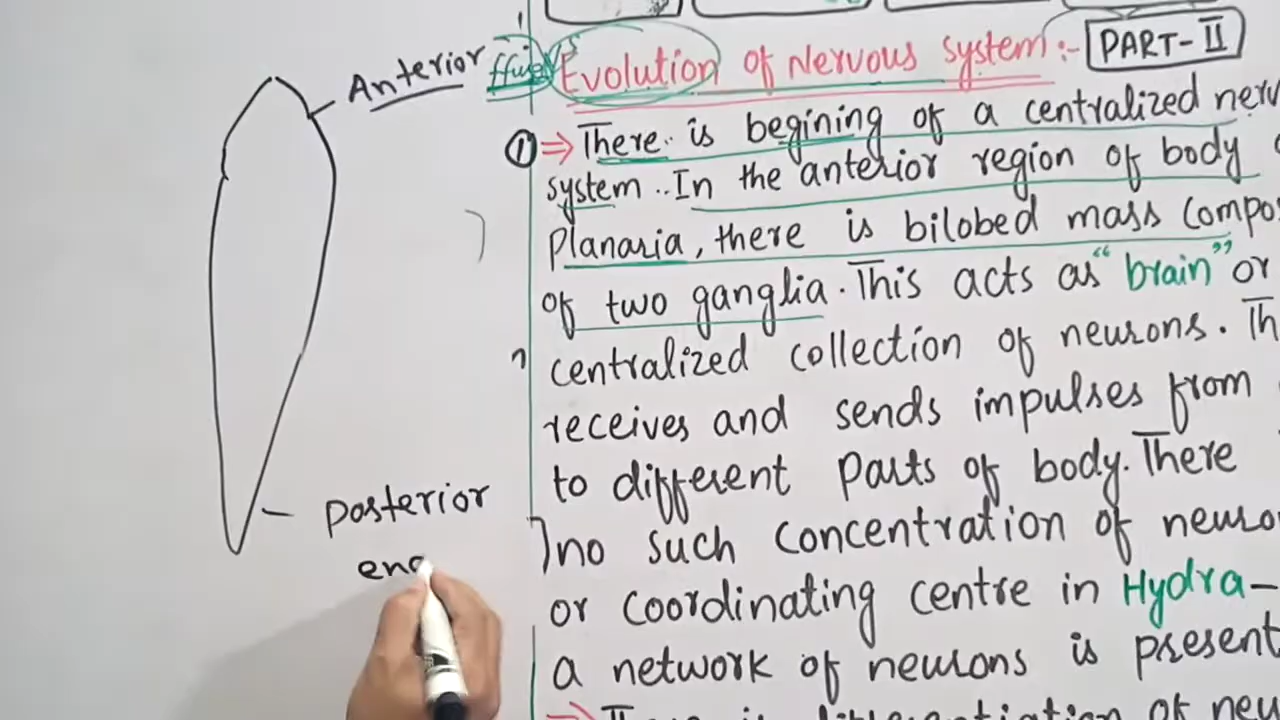 Evolution of Nervous system :- PART-II
Anterior
① ⇒ There is begining of a centralized nerv
system .. In the anterior region of body
Planaria, there is bilobed mass compo
of two ganglia. This acts as "brain" or
centralized collection of neurons. Th
receives and sends impulses from
to different parts of body. There
no such concentration of neuro
or coordinating centre in Hydra-
a network of neurons is present
posterior
en